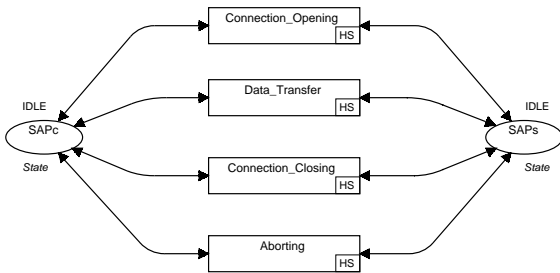 Connection_Opening
HS
Data_Transfer
HS
IDLE
IDLE
SAPc
SAPs
State
State
Connection_Closing
HS
Aborting
HS